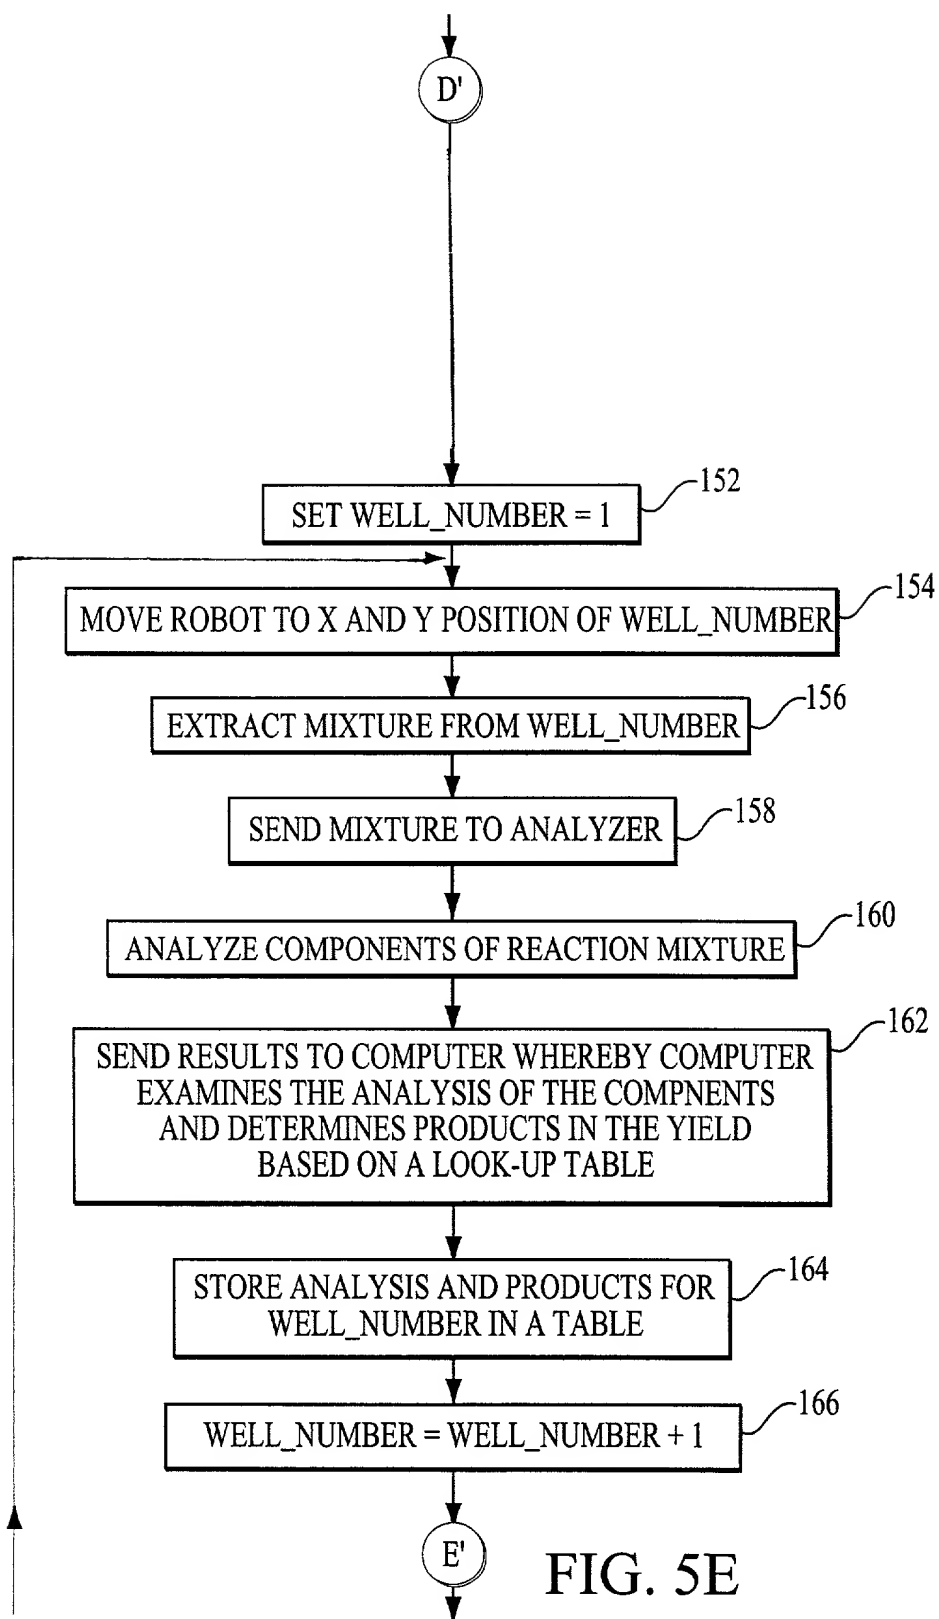 D'
152
SET WELL_NUMBER = 1
154
MOVE ROBOT TO X AND Y POSITION OF WELL_NUMBER
156
EXTRACT MIXTURE FROM WELL_NUMBER
158
SEND MIXTURE TO ANALYZER
160
ANALYZE COMPONENTS OF REACTION MIXTURE
162
SEND RESULTS TO COMPUTER WHEREBY COMPUTER
EXAMINES THE ANALYSIS OF THE COMPNENTS
AND DETERMINES PRODUCTS IN THE YIELD
BASED ON A LOOK-UP TABLE
164
STORE ANALYSIS AND PRODUCTS FOR
WELL_NUMBER IN A TABLE
166
WELL_NUMBER = WELL_NUMBER + 1
E'
FIG. 5E